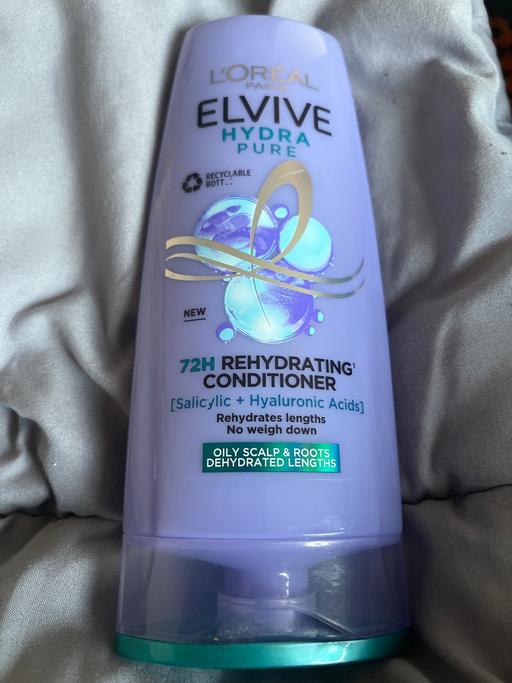 L'ORÉAL
PARIS
ELVIVE
HYDRA
PURE
RECYCLABLE
NEW
72H REHYDRATING¹
CONDITIONER
[Salicylic + Hyaluronic Acids]
Rehydrates lengths
No weigh down
OILY SCALP & ROOTS
DEHYDRATED LENGTHS